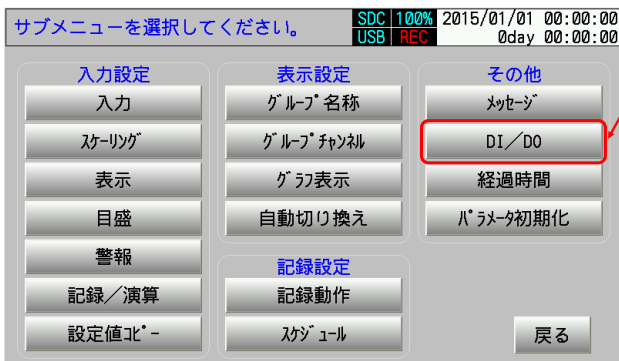 サブメニューを選択してください。
SDC 100% 2015/01/01 00:00:00
USB REC 0day 00:00:00
入力設定
入力
スケーリング
表示
目盛
警報
記録／演算
設定値コピー
表示設定
グループ名称
グループチャンネル
グラフ表示
自動切り換え
記録設定
記録動作
スケジュール
その他
メッセージ
DI／DO
経過時間
パラメータ初期化
戻る